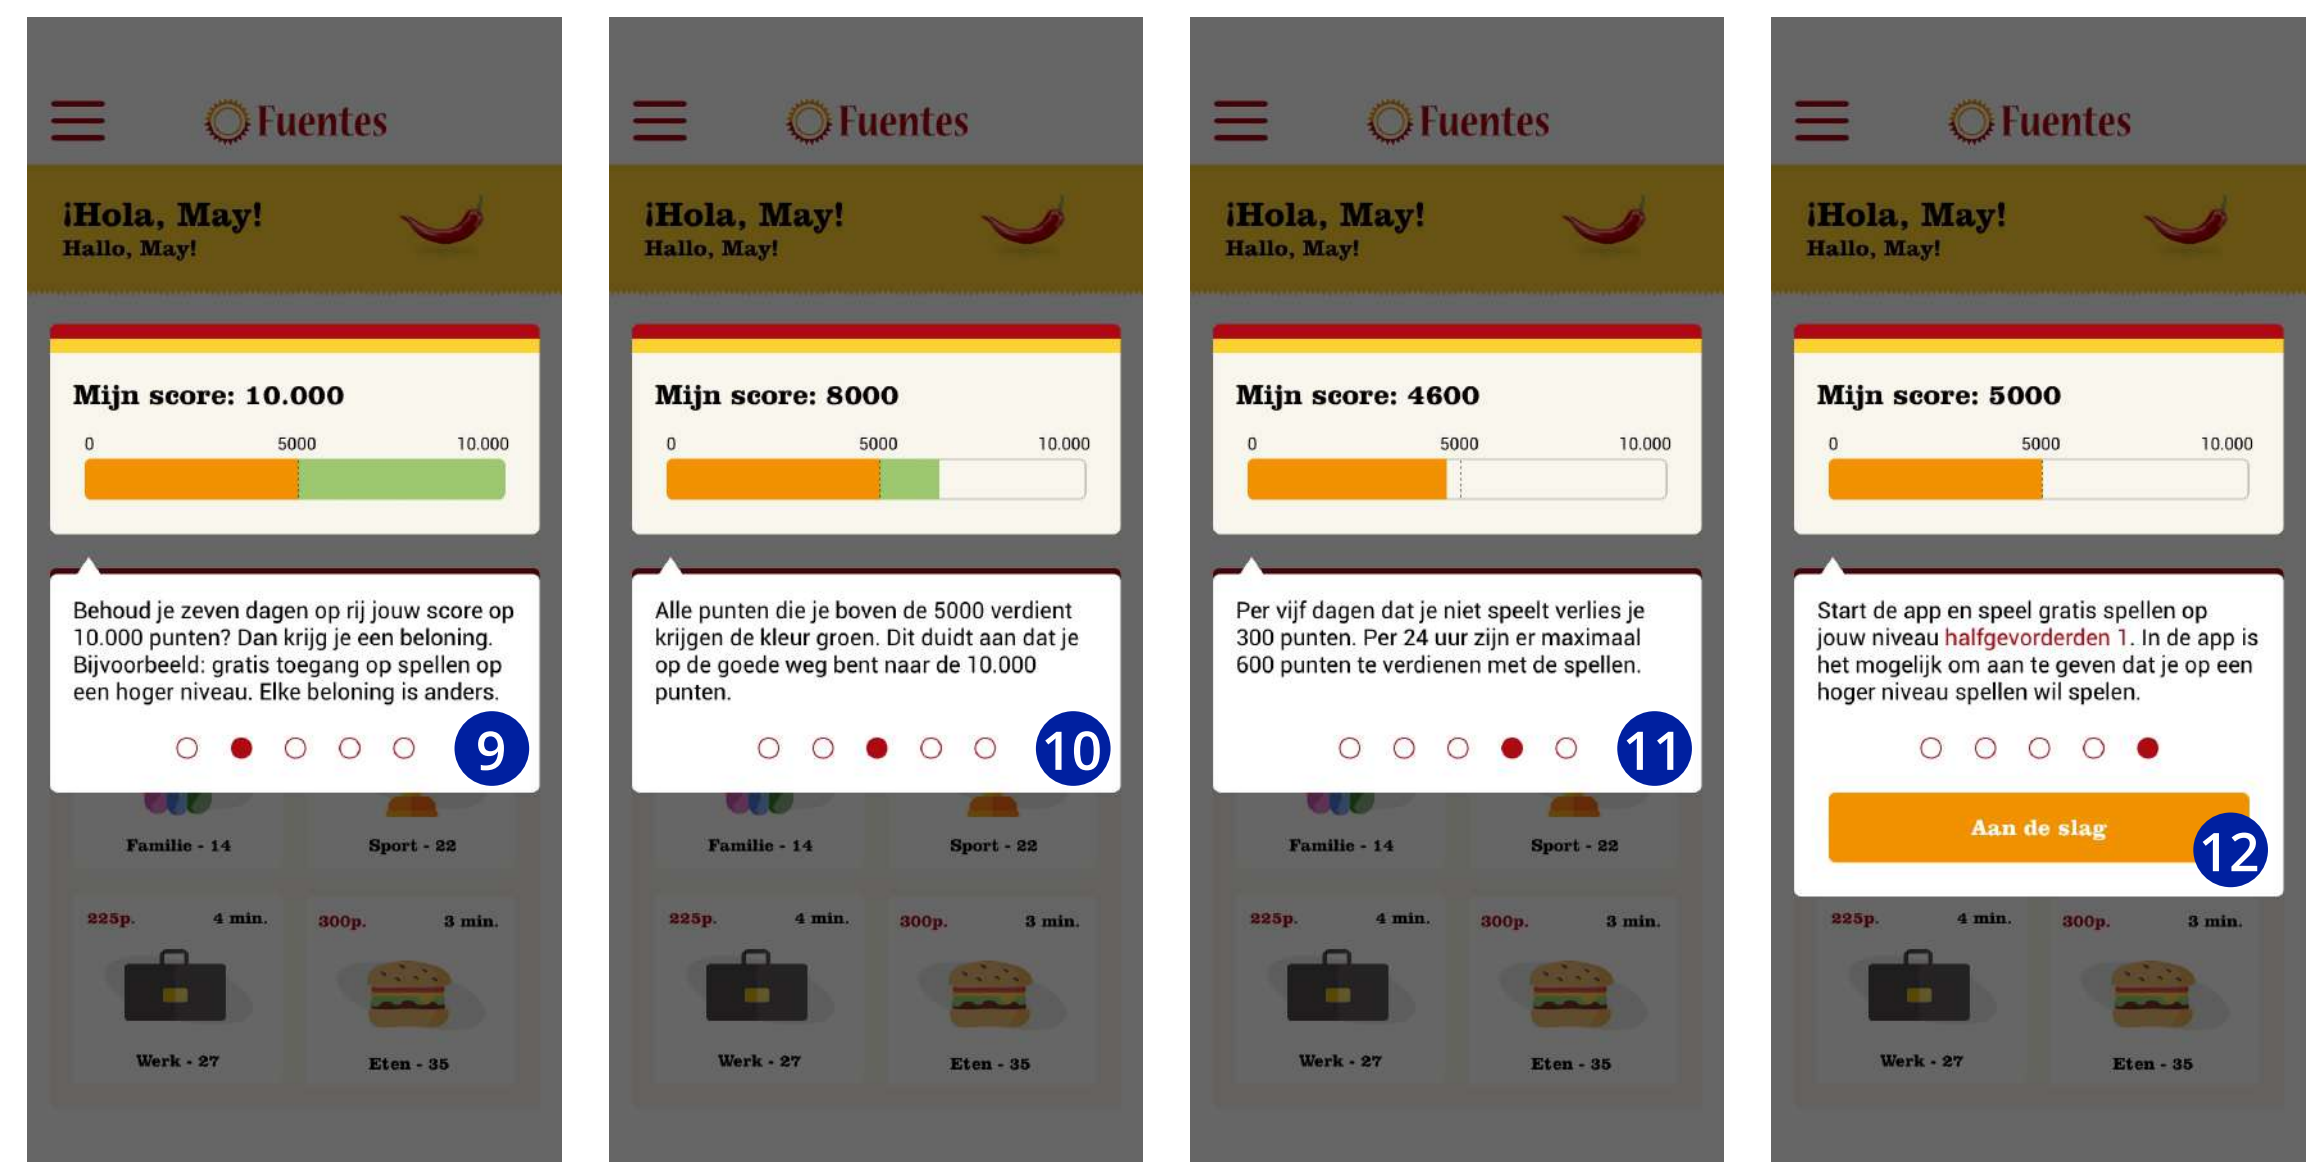 Fuentes
¡Hola, May!
Hallo, May!
Mijn score: 10.000
0 5000 10.000
Behoud je zeven dagen op rij jouw score op
10.000 punten? Dan krijg je een beloning.
Bijvoorbeeld: gratis toegang op spellen op
een hoger niveau. Elke beloning is anders.
9
Familie - 14 Sport - 22
225p. 4 min. 300p. 3 min.
Werk - 27 Eten - 35
Fuentes
¡Hola, May!
Hallo, May!
Mijn score: 8000
0 5000 10.000
Alle punten die je boven de 5000 verdient
krijgen de kleur groen. Dit duidt aan dat je
op de goede weg bent naar de 10.000
punten.
10
Familie - 14 Sport - 22
225p. 4 min. 300p. 3 min.
Werk - 27 Eten - 35
Fuentes
¡Hola, May!
Hallo, May!
Mijn score: 4600
0 5000 10.000
Per vijf dagen dat je niet speelt verlies je
300 punten. Per 24 uur zijn er maximaal
600 punten te verdienen met de spellen.
11
Familie - 14 Sport - 22
225p. 4 min. 300p. 3 min.
Werk - 27 Eten - 35
Fuentes
¡Hola, May!
Hallo, May!
Mijn score: 5000
0 5000 10.000
Start de app en speel gratis spellen op
jouw niveau halfgevorderden 1. In de app is
het mogelijk om aan te geven dat je op een
hoger niveau spellen wil spelen.
Aan de slag
12
225p. 4 min. 300p. 3 min.
Werk - 27 Eten - 35